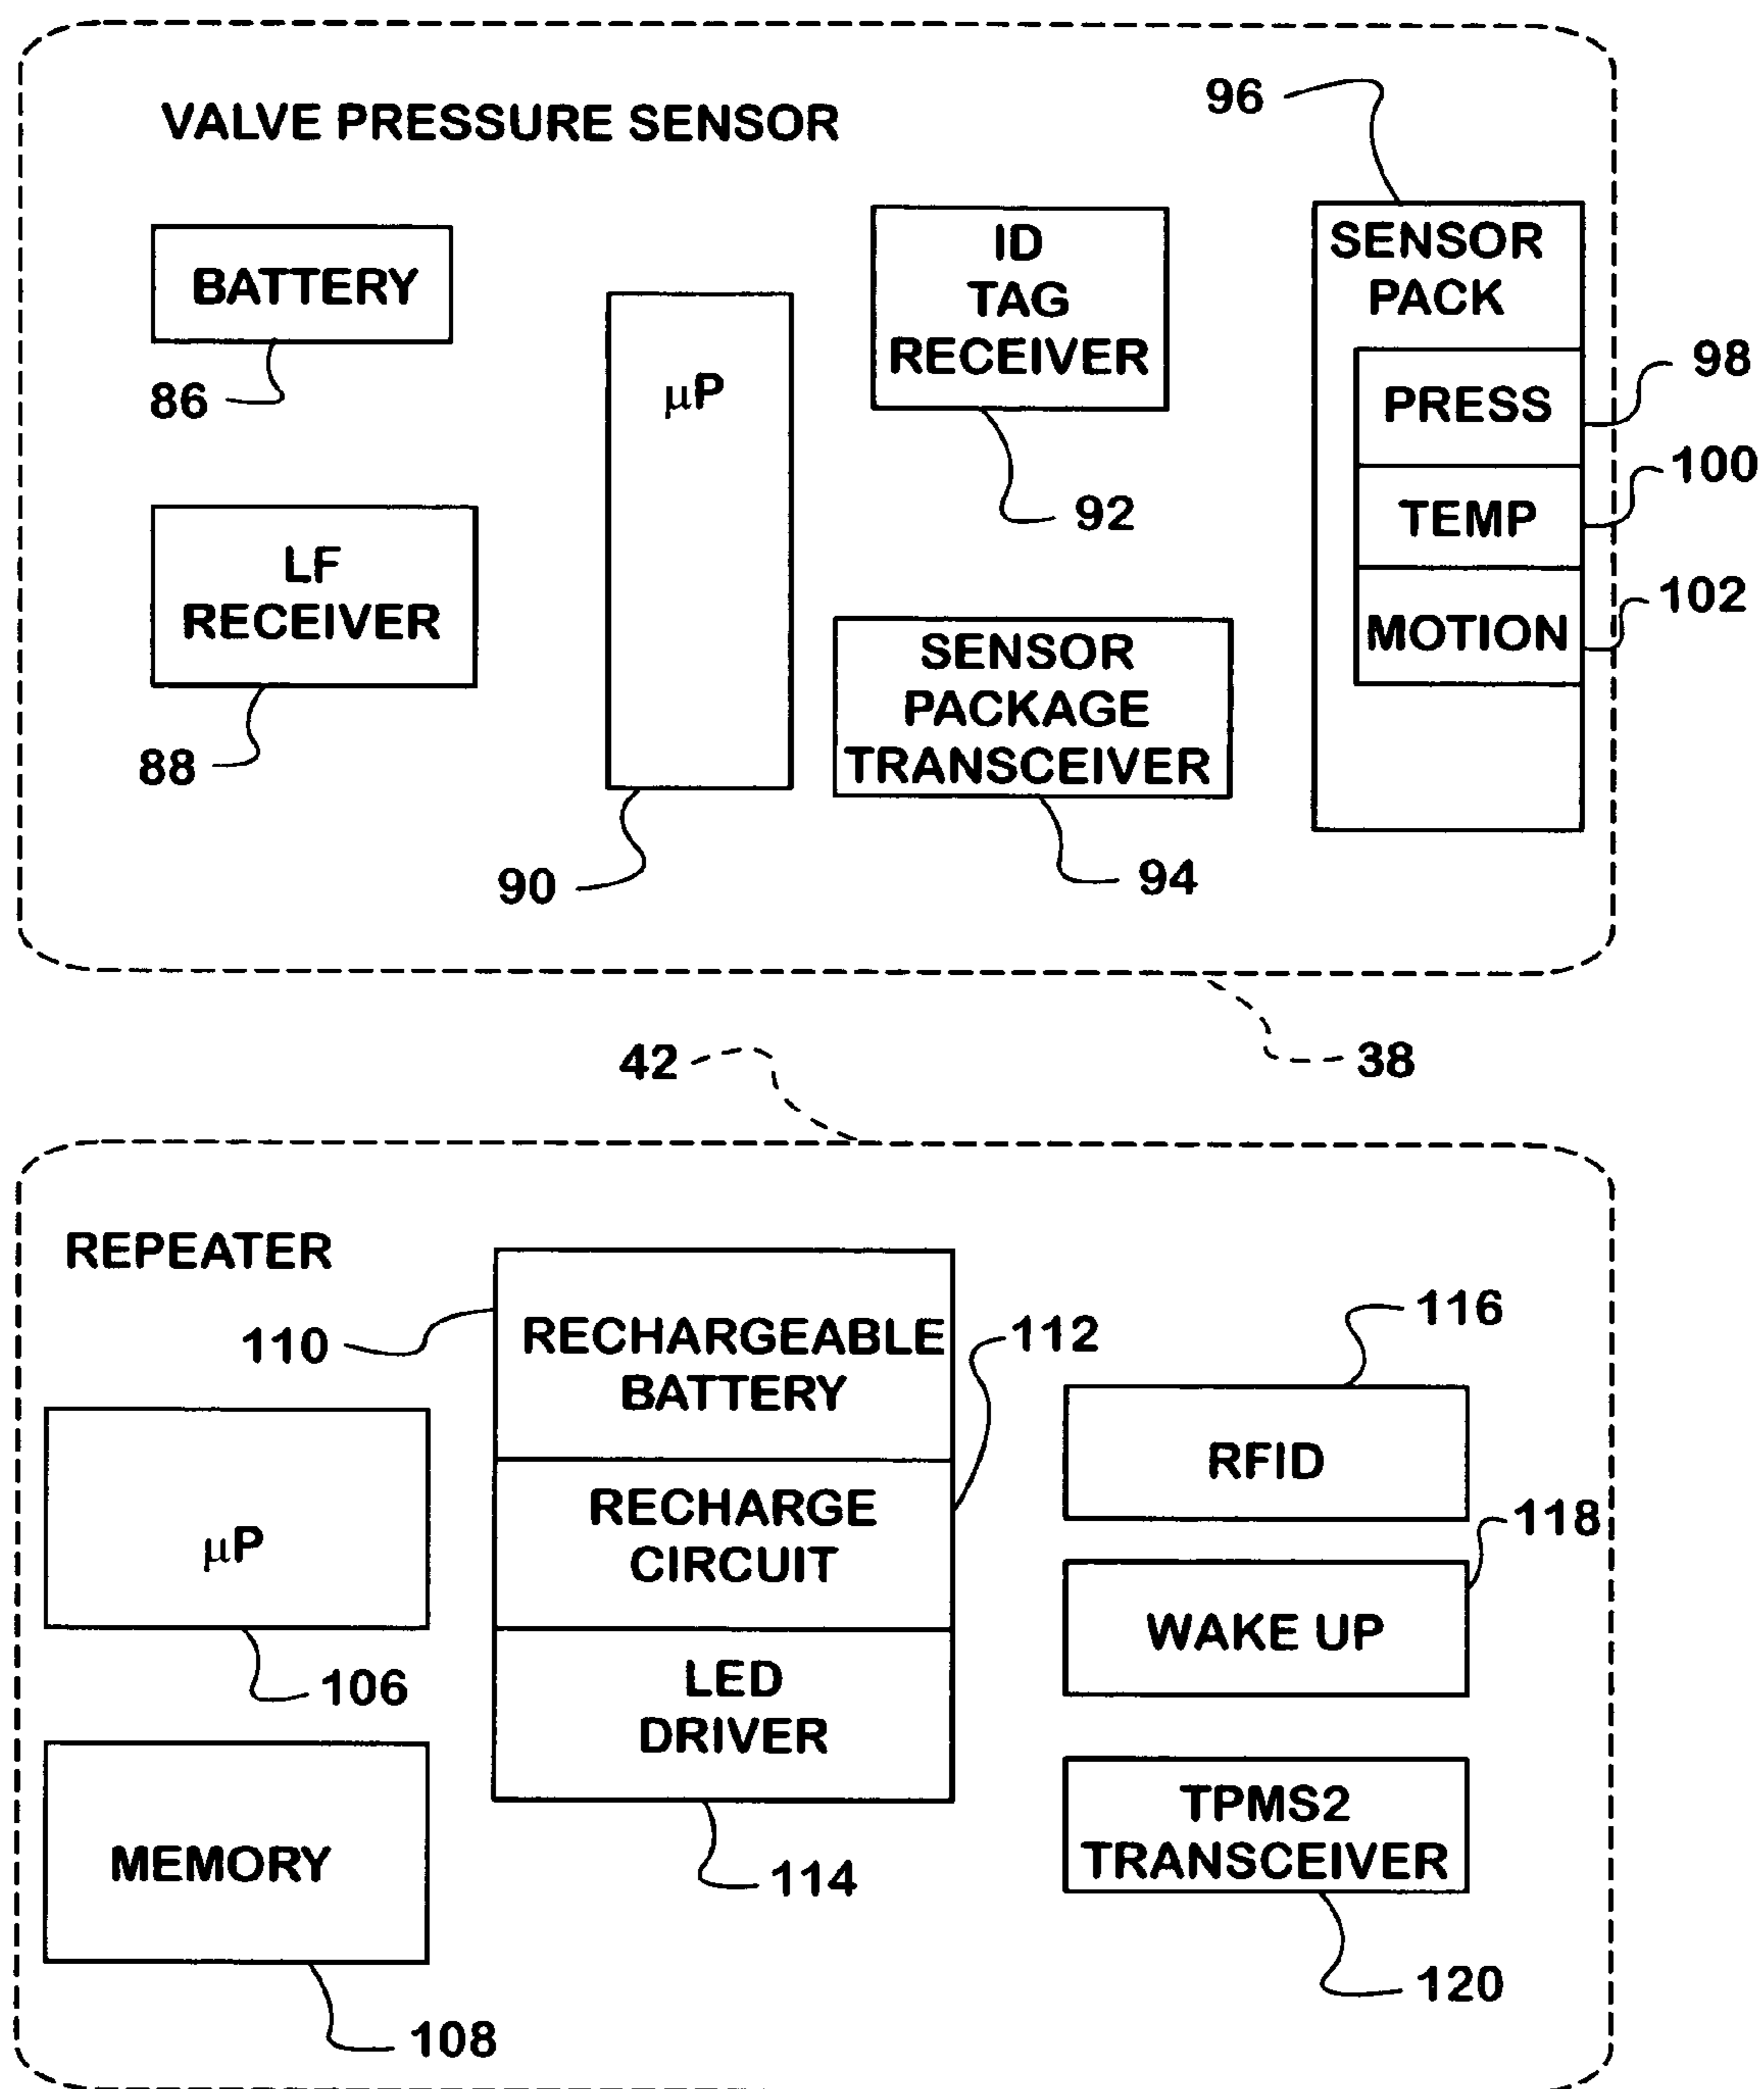 VALVE PRESSURE SENSOR
96
BATTERY
86
µP
90
ID
TAG
RECEIVER
92
SENSOR
PACK
PRESS
98
TEMP
100
MOTION
102
LF
RECEIVER
88
SENSOR
PACKAGE
TRANSCEIVER
94
38
42
REPEATER
110
RECHARGEABLE
BATTERY
112
RECHARGE
CIRCUIT
LED
DRIVER
114
µP
106
MEMORY
108
116
RFID
118
WAKE UP
TPMS2
TRANSCEIVER
120